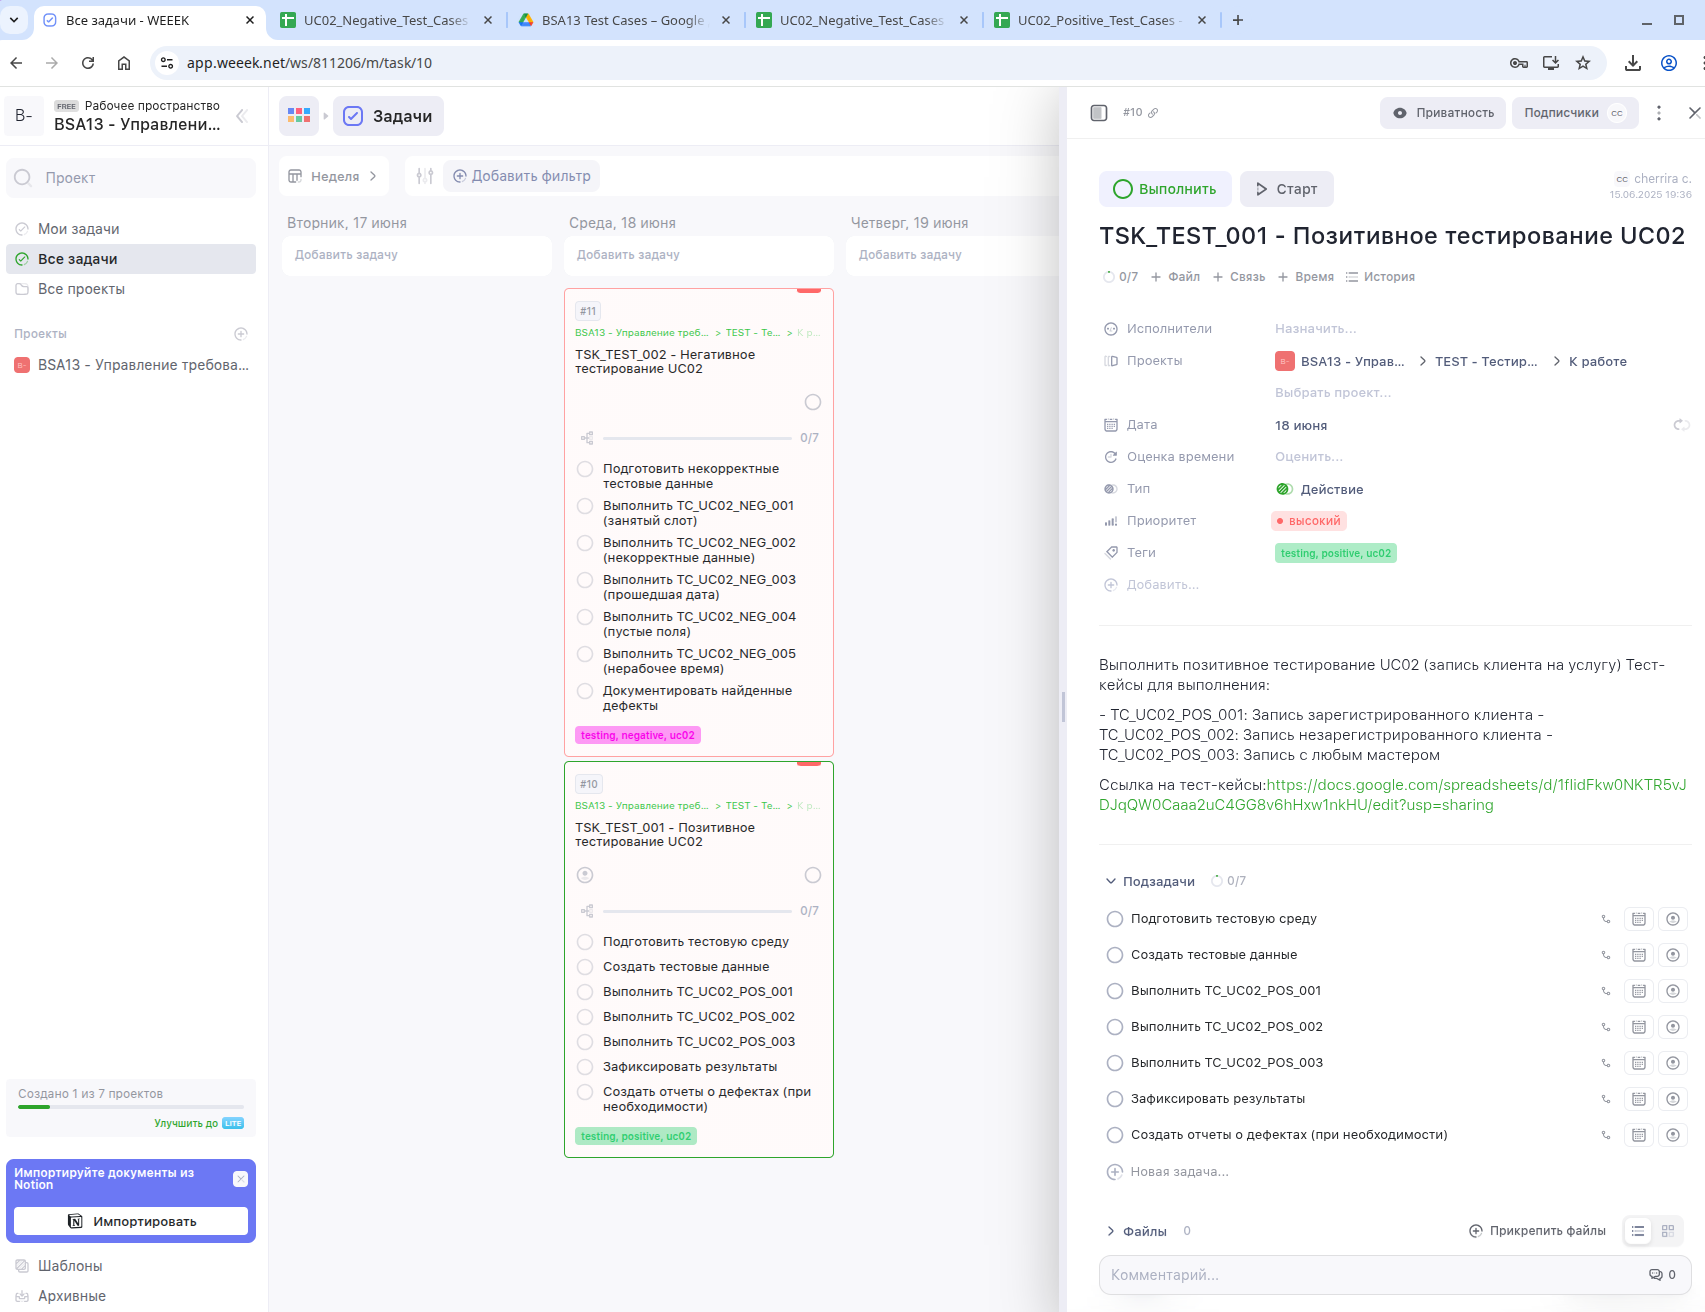 Все задачи - WEEEK
UC02_Negative_Test_Cases
BSA13 Test Cases – Google
UC02_Negative_Test_Cases
UC02_Positive_Test_Cases -
app.weeek.net/ws/811206/m/task/10
B-
FREE Рабочее пространство
BSA13 - Управлени...
Проект
Мои задачи
Все задачи
Все проекты
Проекты
B- BSA13 - Управление требова...
Создано 1 из 7 проектов
Улучшить до LITE
Импортируйте документы из
Notion
Импортировать
Шаблоны
Архивные
Задачи
Неделя
Добавить фильтр
Вторник, 17 июня
Добавить задачу
Среда, 18 июня
Добавить задачу
Четверг, 19 июня
Добавить задачу
#11
BSA13 - Управление треб... > TEST - Те... > К р...
TSK_TEST_002 - Негативное
тестирование UC02
0/7
Подготовить некорректные
тестовые данные
Выполнить TC_UC02_NEG_001
(занятый слот)
Выполнить TC_UC02_NEG_002
(некорректные данные)
Выполнить TC_UC02_NEG_003
(прошедшая дата)
Выполнить TC_UC02_NEG_004
(пустые поля)
Выполнить TC_UC02_NEG_005
(нерабочее время)
Документировать найденные
дефекты
testing, negative, uc02
#10
BSA13 - Управление треб... > TEST - Те... > К р...
TSK_TEST_001 - Позитивное
тестирование UC02
0/7
Подготовить тестовую среду
Создать тестовые данные
Выполнить TC_UC02_POS_001
Выполнить TC_UC02_POS_002
Выполнить TC_UC02_POS_003
Зафиксировать результаты
Создать отчеты о дефектах (при
необходимости)
testing, positive, uc02
#10
Приватность
Подписчики CC
Выполнить
Старт
CC cherrira c.
15.06.2025 19:36
TSK_TEST_001 - Позитивное тестирование UC02
0/7 + Файл + Связь + Время История
Исполнители Назначить...
Проекты B- BSA13 - Управ... > TEST - Тестир... > К работе
Выбрать проект...
Дата 18 июня
Оценка времени Оценить...
Тип Действие
Приоритет высокий
Теги testing, positive, uc02
Добавить...
Выполнить позитивное тестирование UC02 (запись клиента на услугу) Тест-
кейсы для выполнения:
- TC_UC02_POS_001: Запись зарегистрированного клиента -
TC_UC02_POS_002: Запись незарегистрированного клиента -
TC_UC02_POS_003: Запись с любым мастером
Ссылка на тест-кейсы:https://docs.google.com/spreadsheets/d/1flidFkw0NKTR5vJ
DJqQW0Caaa2uC4GG8v6hHxw1nkHU/edit?usp=sharing
Подзадачи 0/7
Подготовить тестовую среду
Создать тестовые данные
Выполнить TC_UC02_POS_001
Выполнить TC_UC02_POS_002
Выполнить TC_UC02_POS_003
Зафиксировать результаты
Создать отчеты о дефектах (при необходимости)
Новая задача...
Файлы 0
Прикрепить файлы
Комментарий...
0